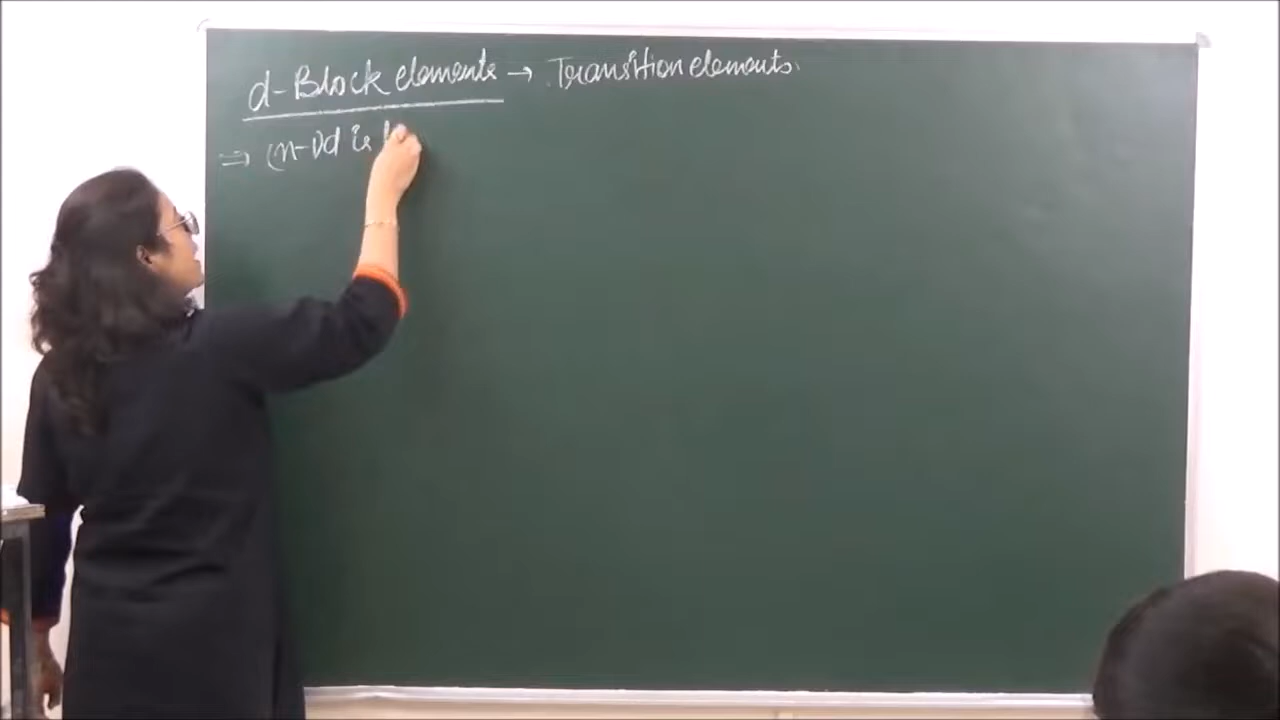 d-Block elements → Transition elements.
⇒ (n-1)d is